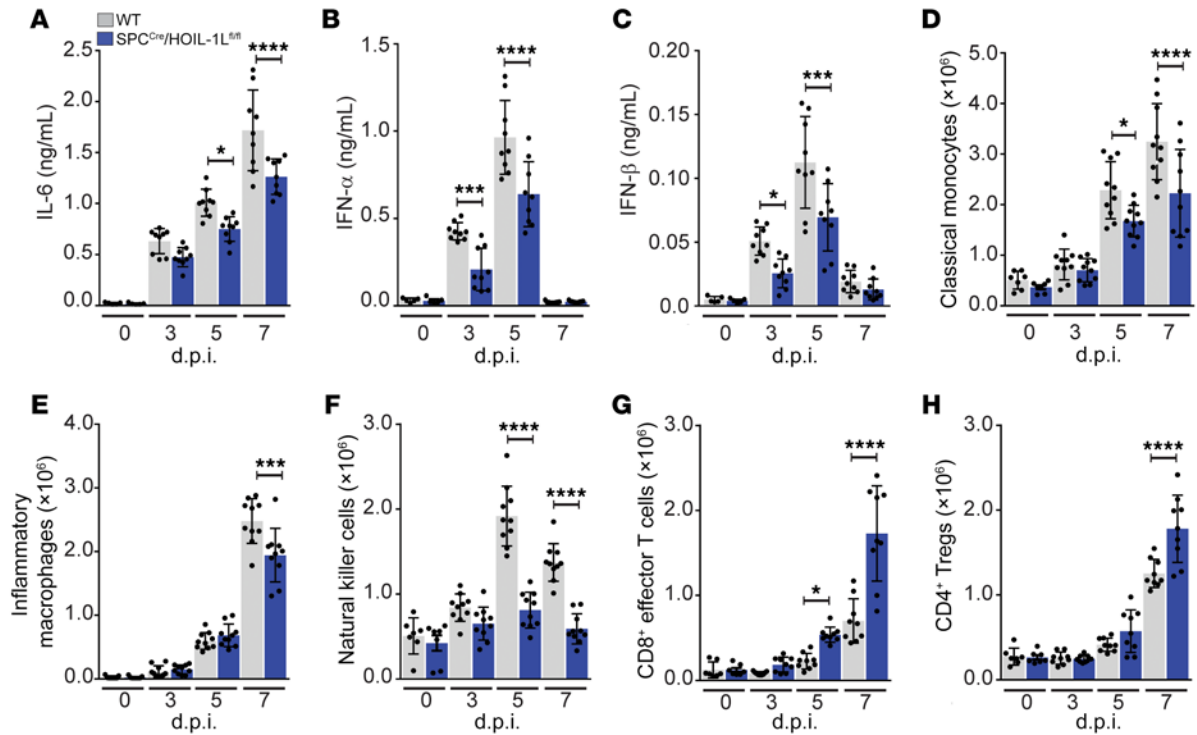 A
WT
SPCCre/HOIL-1Lfl/fl
IL-6 (ng/mL)
2.5
2.0
1.5
1.0
0.5
0.0
*
****
0 3 5 7
d.p.i.
B
IFN-α (ng/mL)
1.5
1.0
0.5
0.0
***
****
0 3 5 7
d.p.i.
C
IFN-β (ng/mL)
0.20
0.15
0.10
0.05
0.0
*
***
0 3 5 7
d.p.i.
D
Classical monocytes (×10⁶)
5.0
4.0
3.0
2.0
1.0
0.0
*
****
0 3 5 7
d.p.i.
E
Inflammatory
macrophages (×10⁶)
4.0
3.0
2.0
1.0
0.0
***
0 3 5 7
d.p.i.
F
Natural killer cells (×10⁶)
3.0
2.0
1.0
0.0
****
****
0 3 5 7
d.p.i.
G
CD8⁺ effector T cells (×10⁶)
3.0
2.0
1.0
0.0
*
****
0 3 5 7
d.p.i.
H
CD4⁺ Tregs (×10⁶)
3.0
2.0
1.0
0.0
****
0 3 5 7
d.p.i.